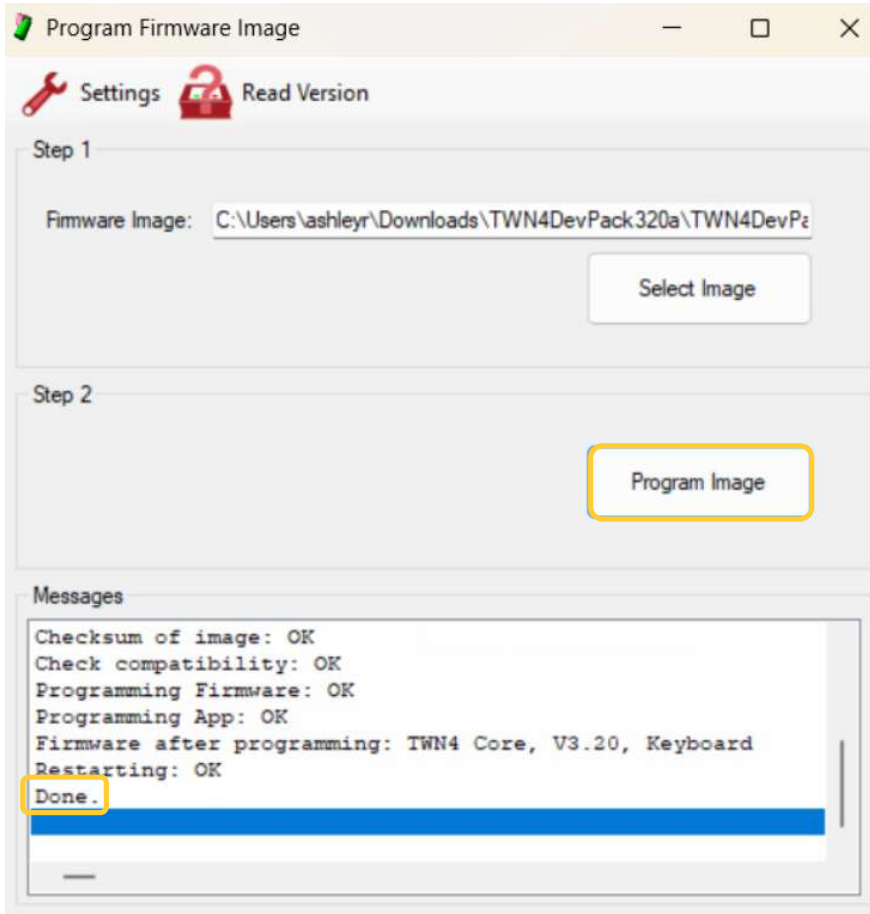 Program Firmware Image
Settings Read Version
Step 1
Firmware Image: C:\Users\ashleyr\Downloads\TWN4DevPack320a\TWN4DevPa
Select Image
Step 2
Program Image
Messages
Checksum of image: OK
Check compatibility: OK
Programming Firmware: OK
Programming App: OK
Firmware after programming: TWN4 Core, V3.20, Keyboard
Restarting: OK
Done.